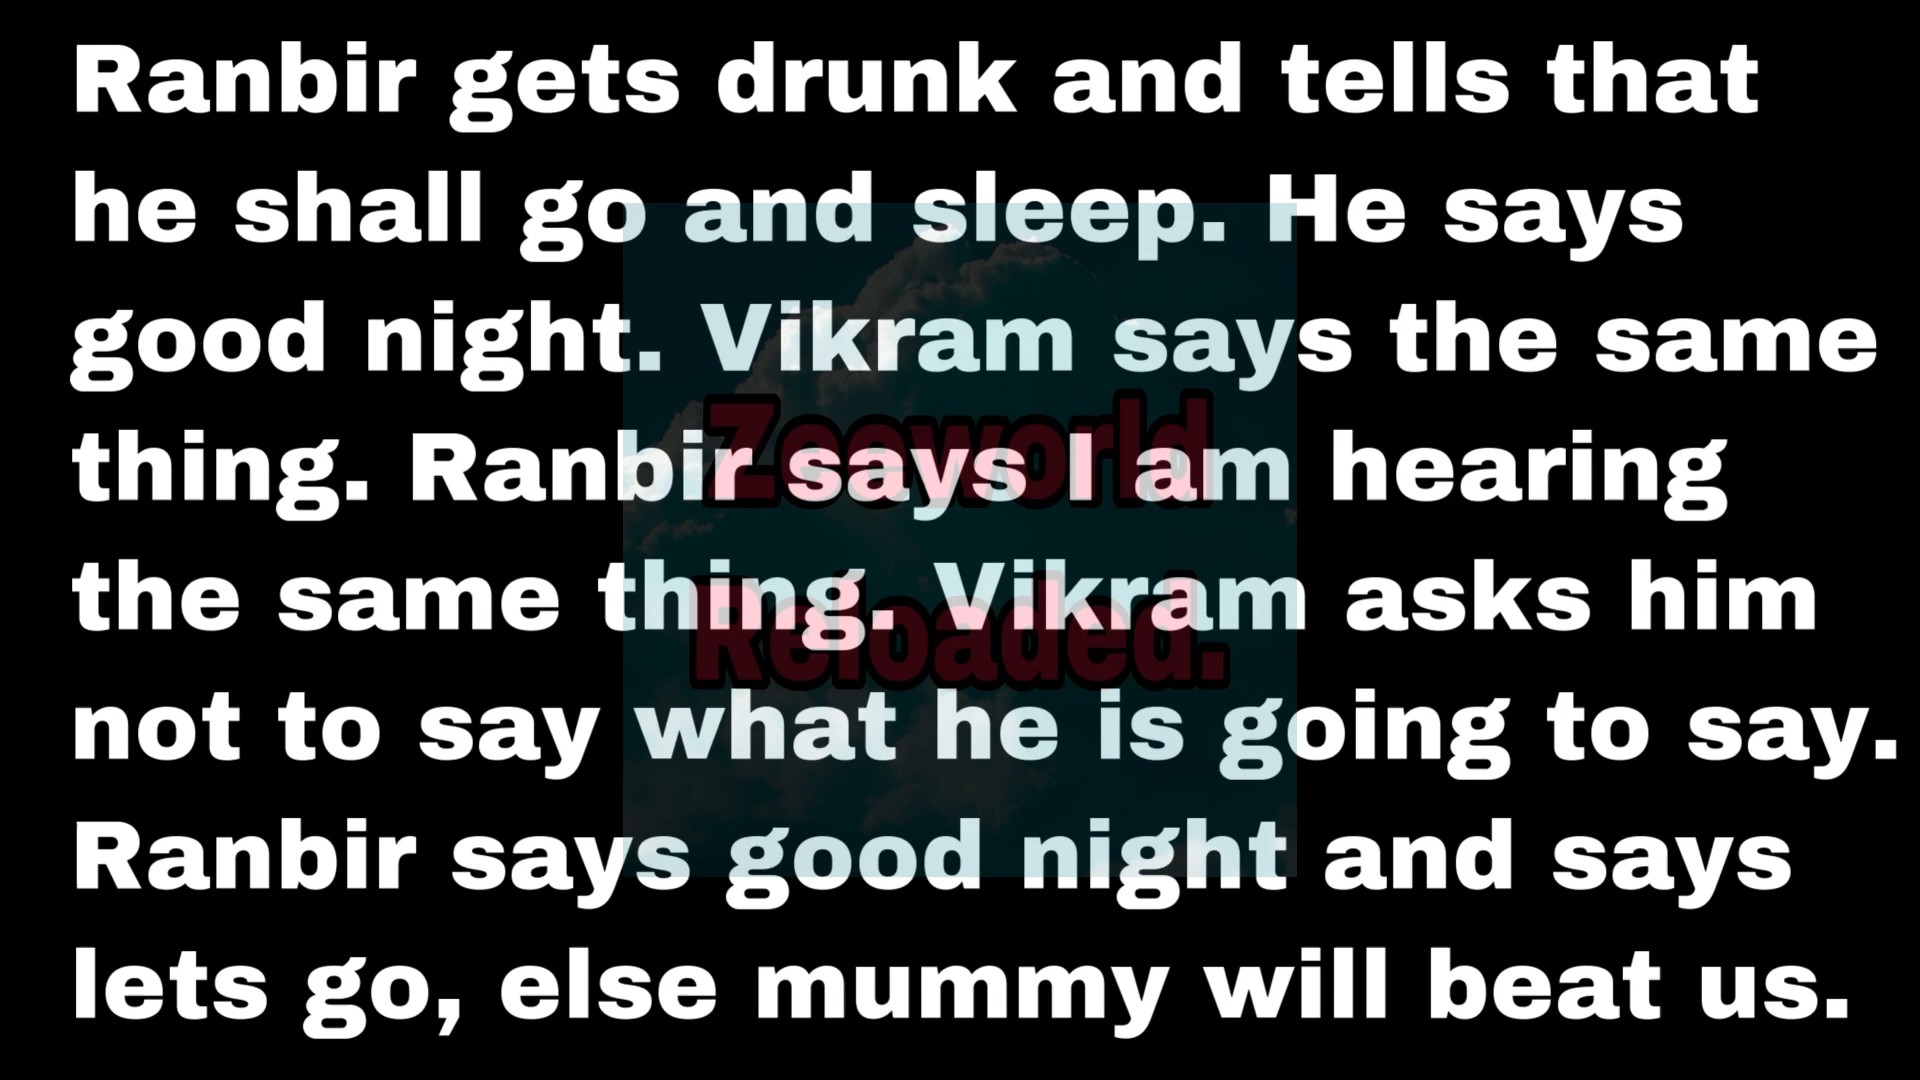 Ranbir gets drunk and tells that
he shall go and sleep. He says
good night. Vikram says the same
thing. Ranbir says I am hearing
the same thing. Vikram asks him
not to say what he is going to say.
Ranbir says good night and says
lets go, else mummy will beat us.
Zeeworld
Reloaded.